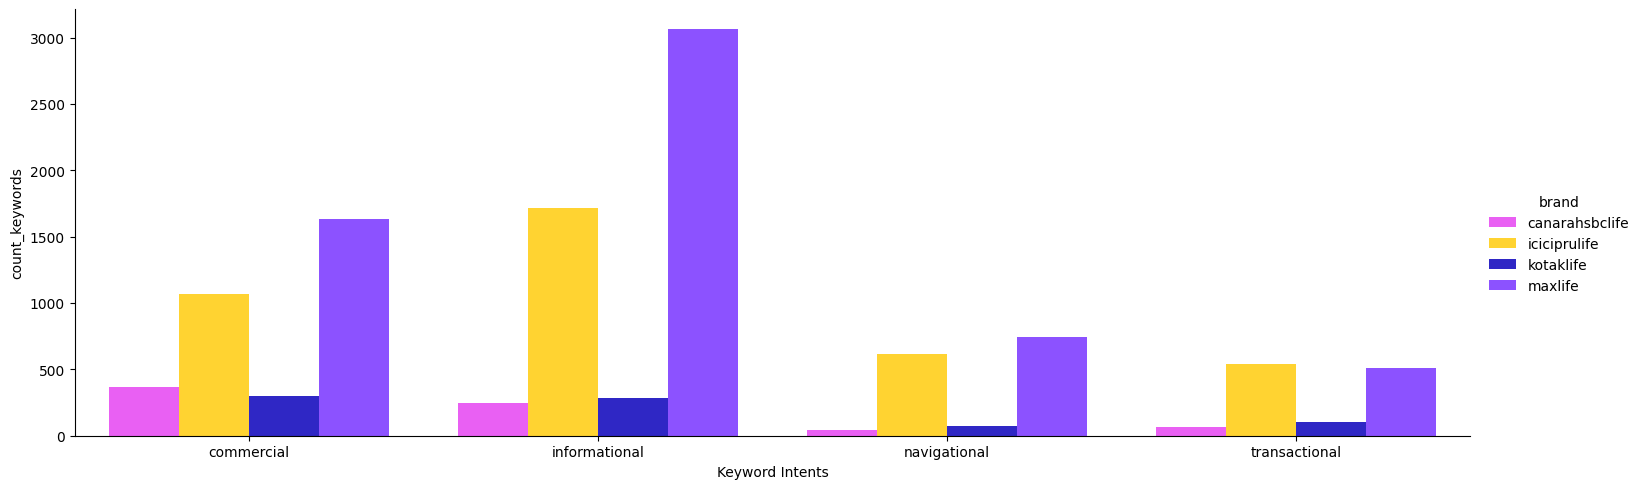 count_keywords
3000
2500
2000
1500
1000
500
0
commercial
informational
navigational
transactional
Keyword Intents
brand
canarahsbclife
iciciprulife
kotaklife
maxlife